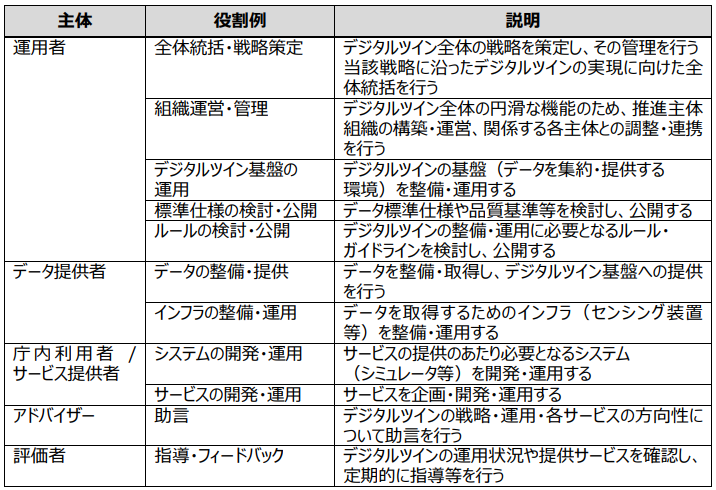 主体 役割例 説明
運用者 全体統括・戦略策定 デジタルツイン全体の戦略を策定し、その管理を行う
当該戦略に沿ったデジタルツインの実現に向けた全
体統括を行う
組織運営・管理 デジタルツイン全体の円滑な機能のため、推進主体
組織の構築・運営、関係する各主体との調整・連携
を行う
デジタルツイン基盤の
運用
デジタルツインの基盤（データを集約・提供する
環境）を整備・運用する
標準仕様の検討・公開 データ標準仕様や品質基準等を検討し、公開する
ルールの検討・公開 デジタルツインの整備・運用に必要となるルール・
ガイドラインを検討し、公開する
データ提供者 データの整備・提供 データを整備・取得し、デジタルツイン基盤への提供
を行う
インフラの整備・運用 データを取得するためのインフラ（センシング装置
等）を整備・運用する
庁内利用者 /
サービス提供者
システムの開発・運用 サービスの提供のあたり必要となるシステム
（シミュレータ等）を開発・運用する
サービスの開発・運用 サービスを企画・開発・運用する
アドバイザー 助言 デジタルツインの戦略・運用・各サービスの方向性
について助言を行う
評価者 指導・フィードバック デジタルツインの運用状況や提供サービスを確認し、
定期的に指導等を行う